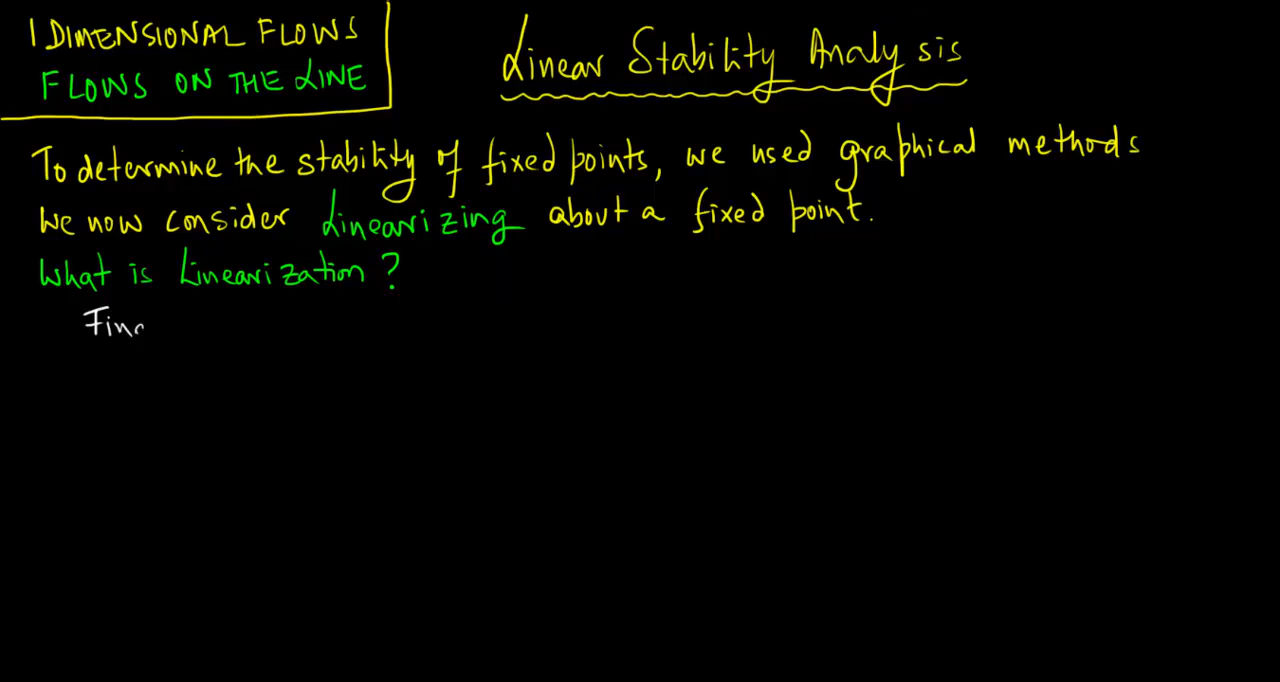 1 DIMENSIONAL FLOWS
FLOWS ON THE LINE
Linear Stability Analysis
To determine the stability of fixed points, we used graphical methods
We now consider Linearizing about a fixed point.
What is Linearization?
Finc